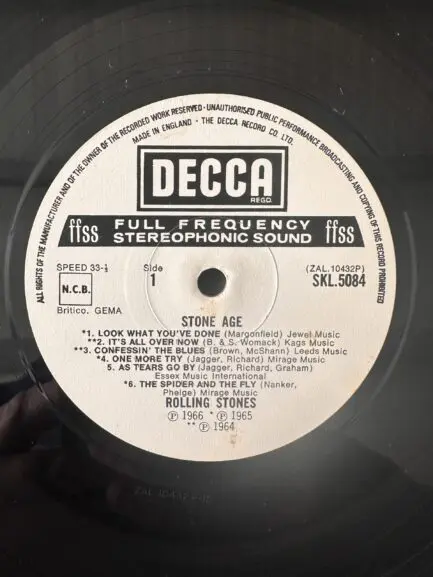 ALL RIGHTS OF THE MANUFACTURER AND OF THE OWNER OF THE RECORDED WORK RESERVED · UNAUTHORISED PUBLIC PERFORMANCE BROADCASTING AND COPYING OF THIS RECORD PROHIBITED
MADE IN ENGLAND · THE DECCA RECORD CO. LTD.
DECCA
REGD.
ffss FULL FREQUENCY STEREOPHONIC SOUND ffss
SPEED 33-⅓ Side (ZAL.10432P)
N.C.B. 1 SKL.5084
Britico. GEMA
STONE AGE
*1. LOOK WHAT YOU'VE DONE (Margonfield) Jewel Music
**2. IT'S ALL OVER NOW (B. & S. Womack) Kags Music
**3. CONFESSIN' THE BLUES (Brown, McShann) Leeds Music
*4. ONE MORE TRY (Jagger, Richard) Mirage Music
5. AS TEARS GO BY (Jagger, Richard, Graham)
Essex Music International
*6. THE SPIDER AND THE FLY (Nanker,
Phelge) Mirage Music
ROLLING STONES
℗ 1966 * ℗ 1965
** ℗ 1964